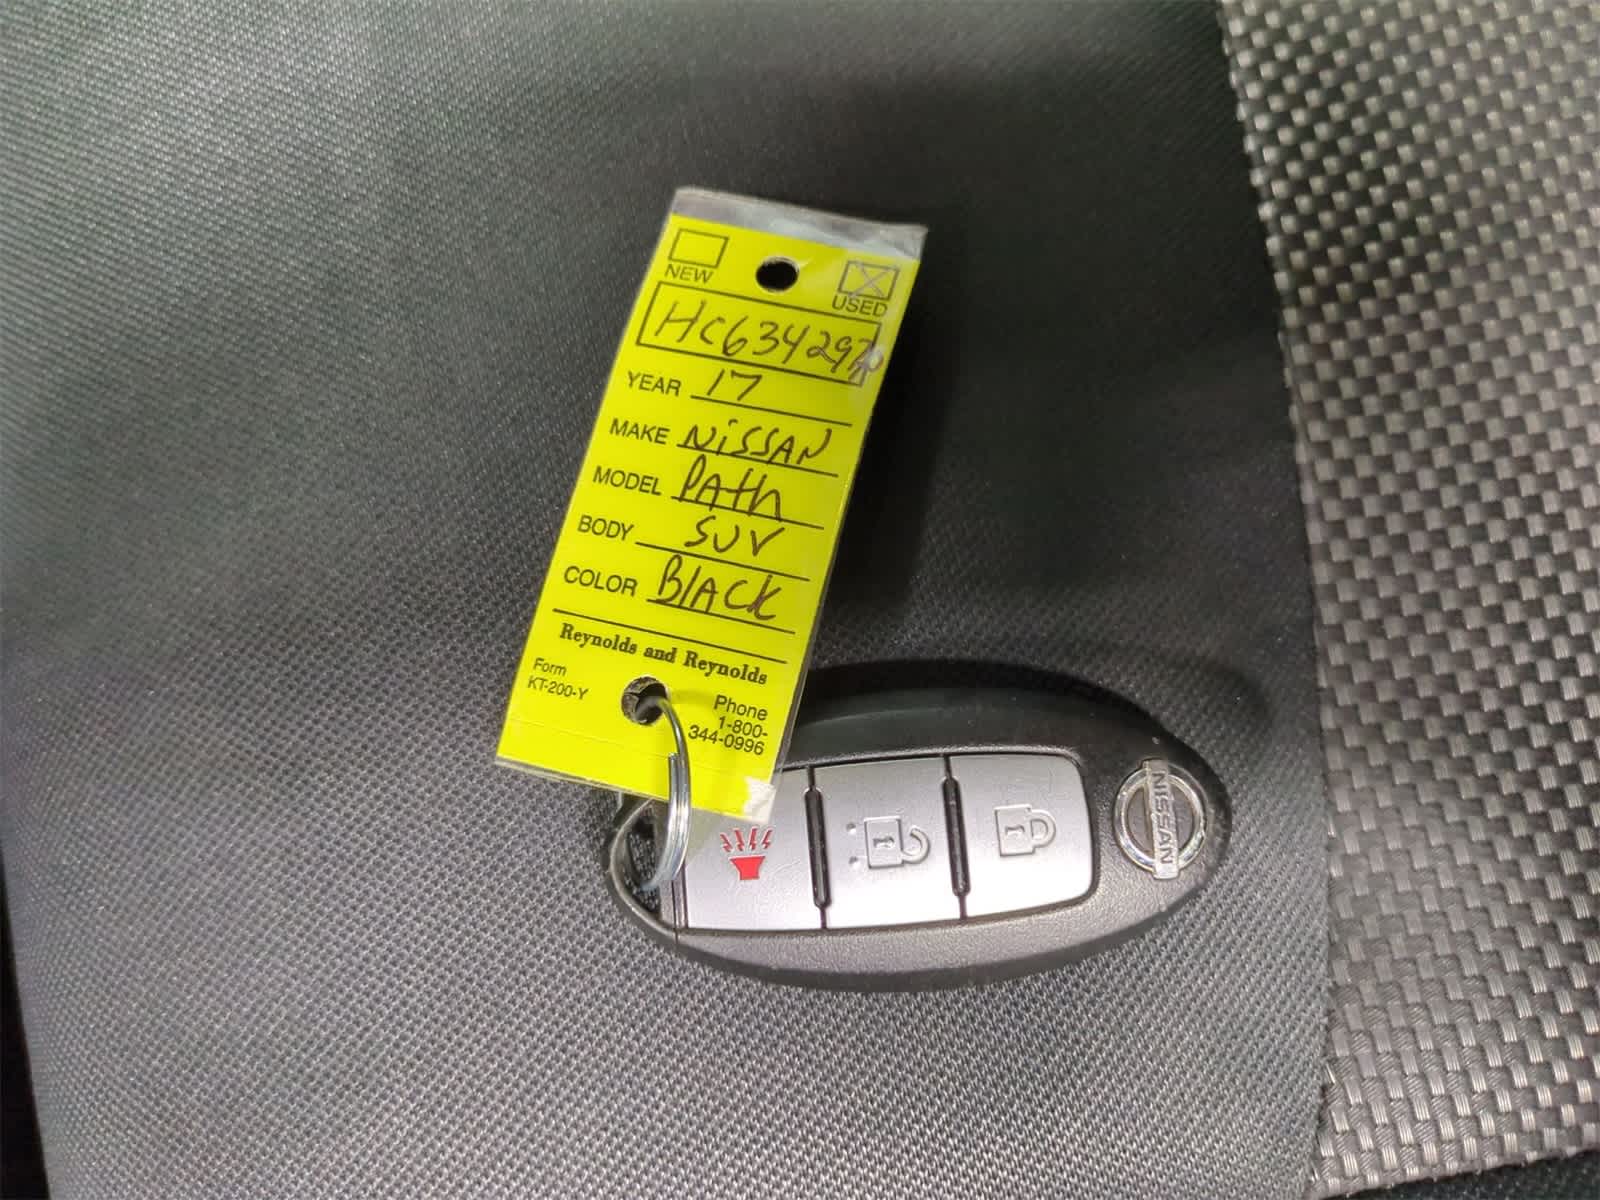 NEW
USED
HC634297A
YEAR 17
MAKE NiSSAN
MODEL PAth
BODY SUV
COLOR BlACK
Reynolds and Reynolds
Form
KT-200-Y
Phone
1-800-
344-0996
NISSAN